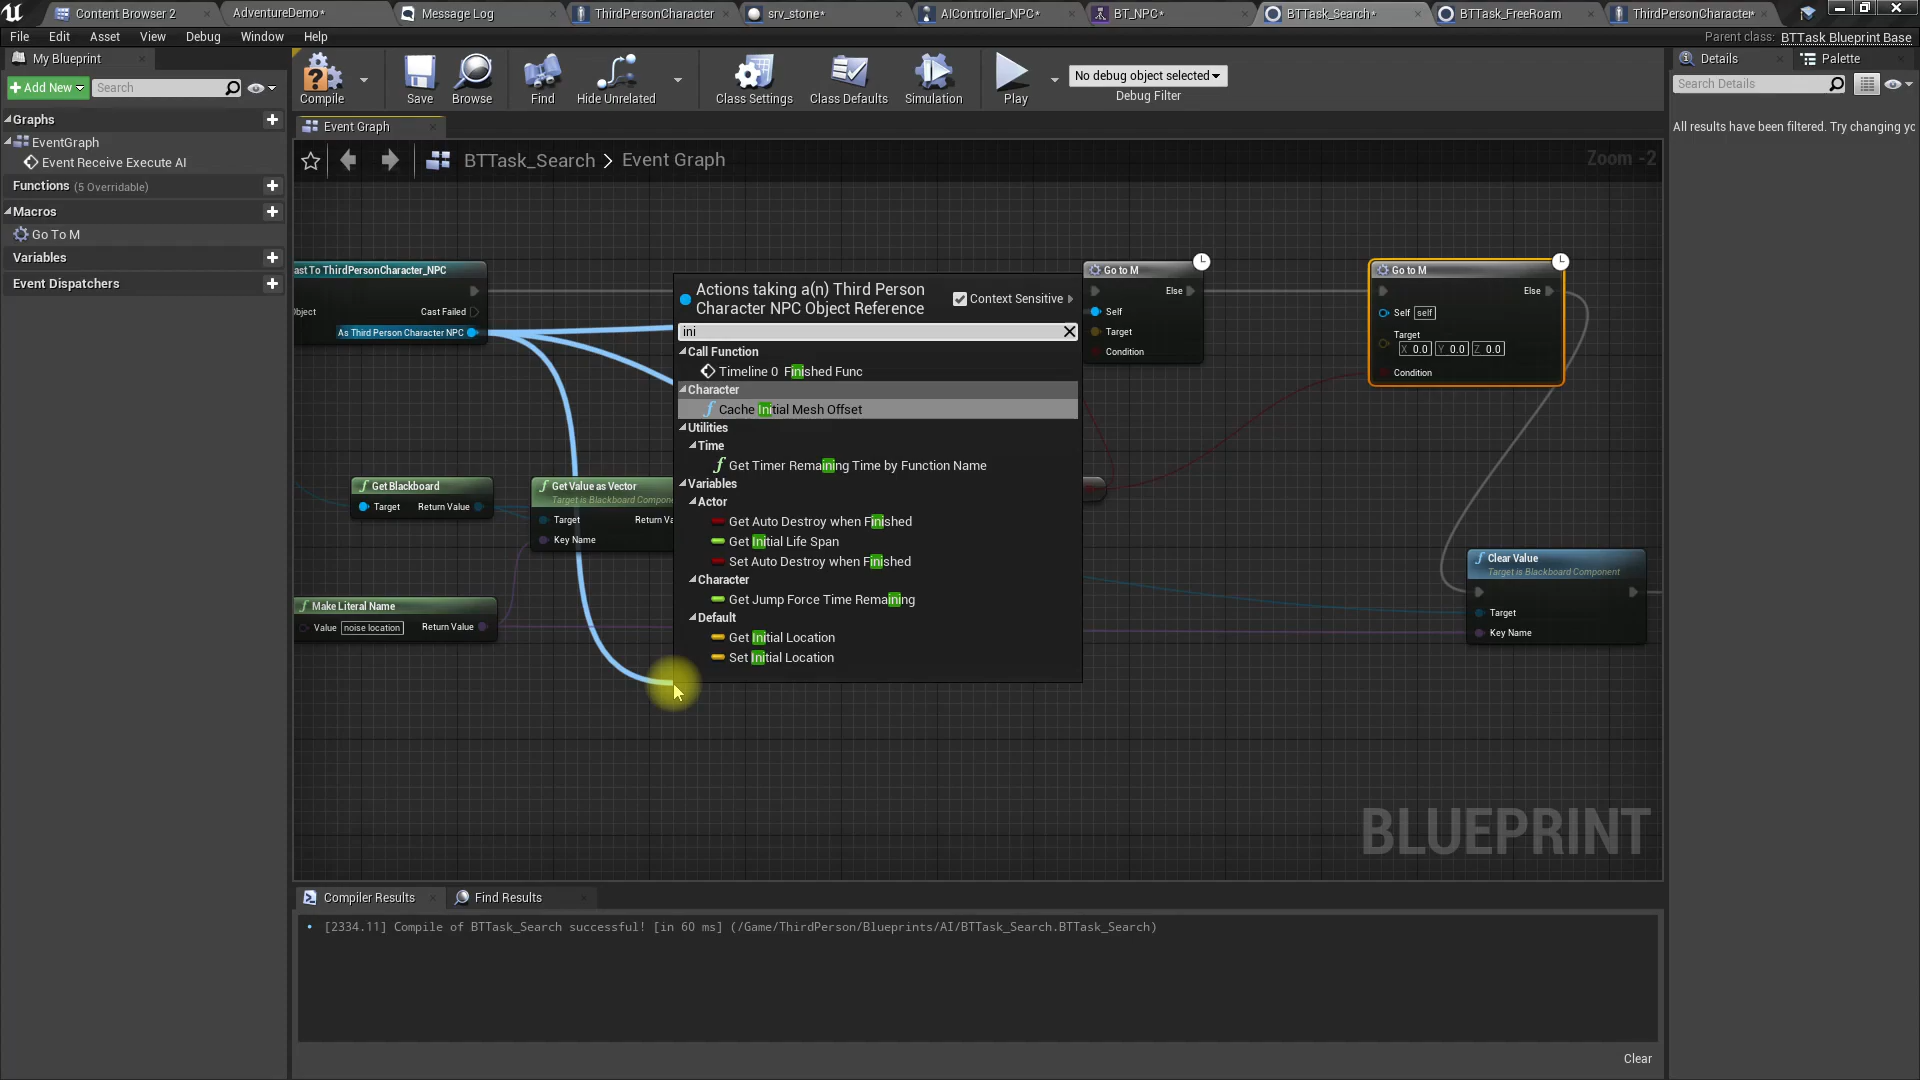 Content Browser 2
AdventureDemo*
Message Log
ThirdPersonCharacter
srv_stone*
AIController_NPC*
BT_NPC*
BTTask_Search*
BTTask_FreeRoam
ThirdPersonCharacter*
File Edit Asset View Debug Window Help
Parent class: BTTask Blueprint Base
My Blueprint
Add New
Search
Graphs
EventGraph
Event Receive Execute AI
Functions (5 Overridable)
Macros
Go To M
Variables
Event Dispatchers
Compile
Save
Browse
Find
Hide Unrelated
Class Settings
Class Defaults
Simulation
Play
No debug object selected
Debug Filter
Event Graph
BTTask_Search > Event Graph
Zoom -2
ast To ThirdPersonCharacter_NPC
Object
Cast Failed
As Third Person Character NPC
Get Blackboard
Target Return Value
Get Value as Vector
Target is Blackboard Compone
Target Return Va
Key Name
Make Literal Name
Value noise location Return Value
Actions taking a(n) Third Person
Character NPC Object Reference
Context Sensitive
ini
Call Function
Timeline 0 Finished Func
Character
Cache Initial Mesh Offset
Utilities
Time
Get Timer Remaining Time by Function Name
Variables
Actor
Get Auto Destroy when Finished
Get Initial Life Span
Set Auto Destroy when Finished
Character
Get Jump Force Time Remaining
Default
Get Initial Location
Set Initial Location
Go to M
Else
Self
Target
Condition
Go to M
Else
Self self
Target
X 0.0 Y 0.0 Z 0.0
Condition
Clear Value
Target is Blackboard Component
Target
Key Name
BLUEPRINT
Compiler Results
Find Results
[2334.11] Compile of BTTask_Search successful! [in 60 ms] (/Game/ThirdPerson/Blueprints/AI/BTTask_Search.BTTask_Search)
Clear
Details
Palette
Search Details
All results have been filtered. Try changing yc